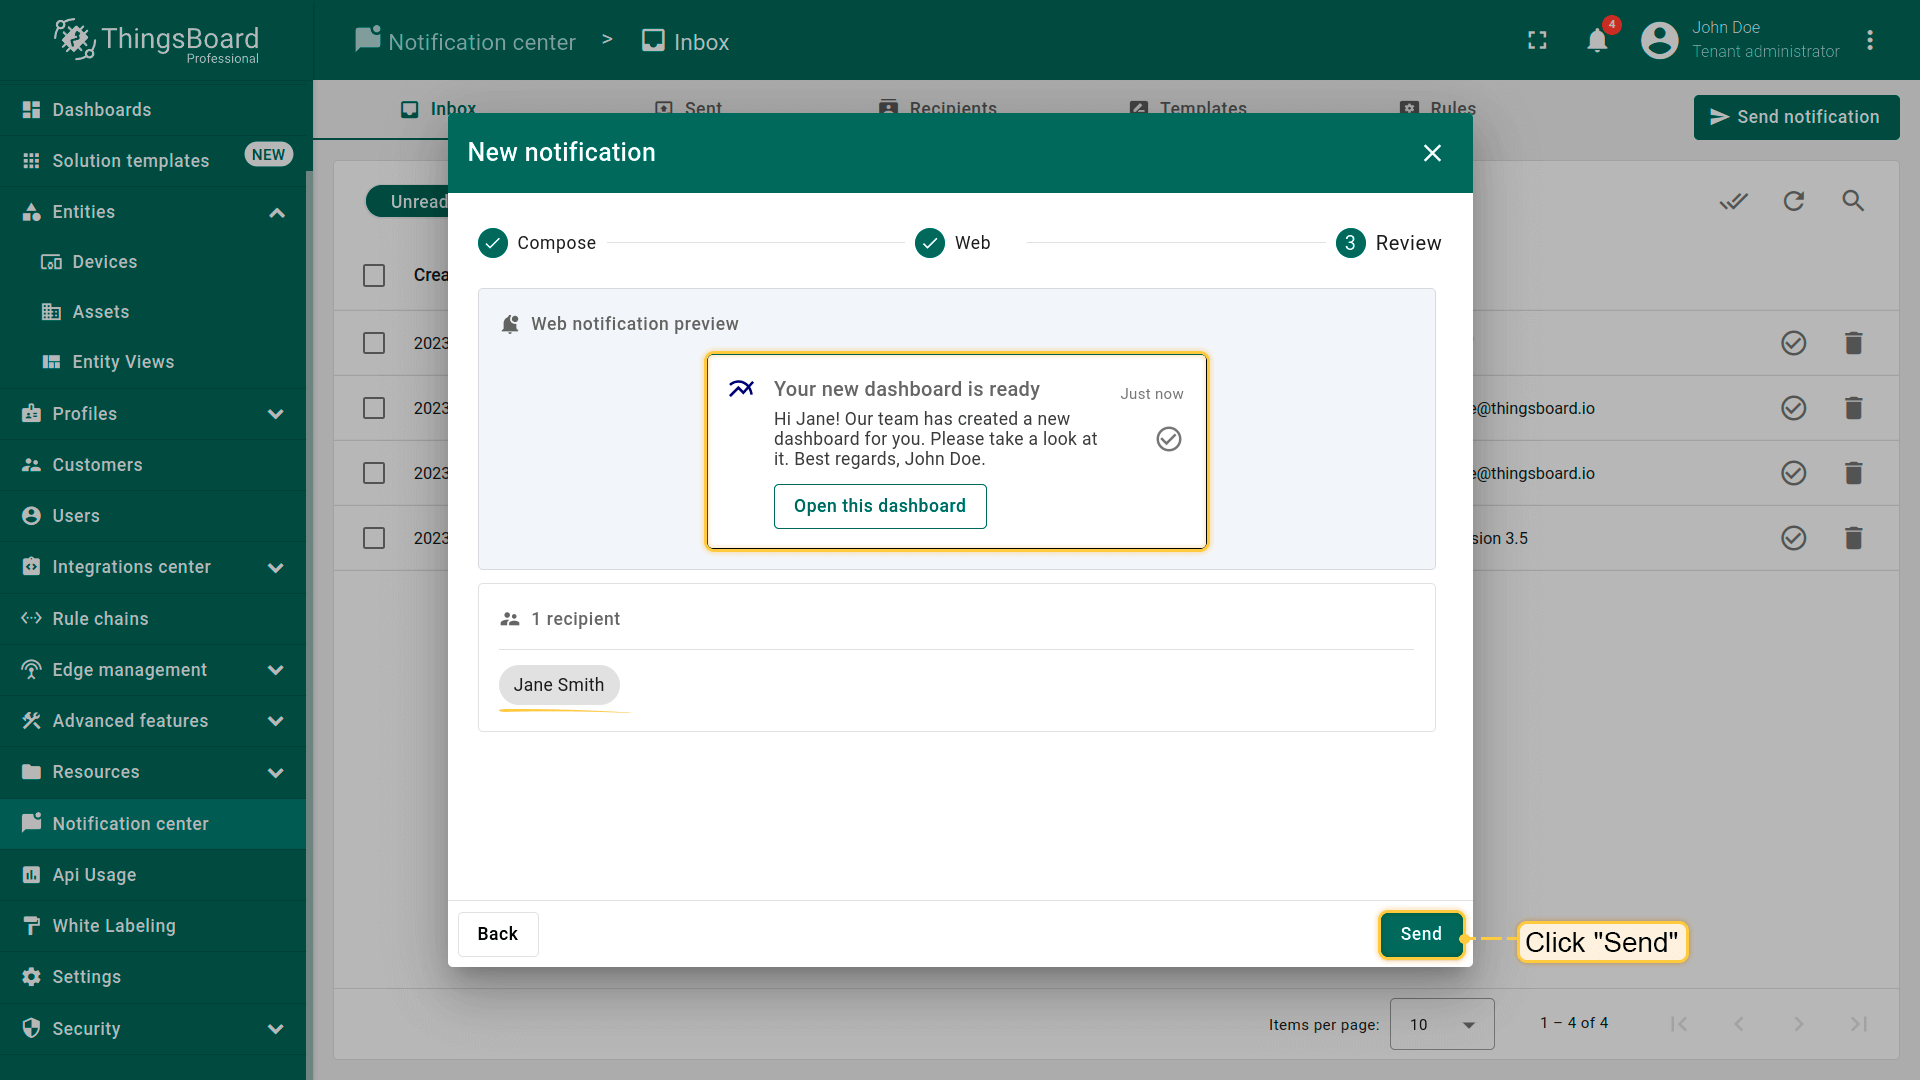 ThingsBoard
Professional
Notification center > Inbox
4
John Doe
Tenant administrator
Dashboards
Solution templates NEW
Entities
Devices
Assets
Entity Views
Profiles
Customers
Users
Integrations center
Rule chains
Edge management
Advanced features
Resources
Notification center
Api Usage
White Labeling
Settings
Security
Inbox Sent Recipients Templates Rules
Send notification
Unread
Crea
2023
2023 e@thingsboard.io
2023 e@thingsboard.io
2023 sion 3.5
New notification
Compose Web 3 Review
Web notification preview
Your new dashboard is ready Just now
Hi Jane! Our team has created a new
dashboard for you. Please take a look at
it. Best regards, John Doe.
Open this dashboard
1 recipient
Jane Smith
Back Send
Click "Send"
Items per page: 10 1 – 4 of 4